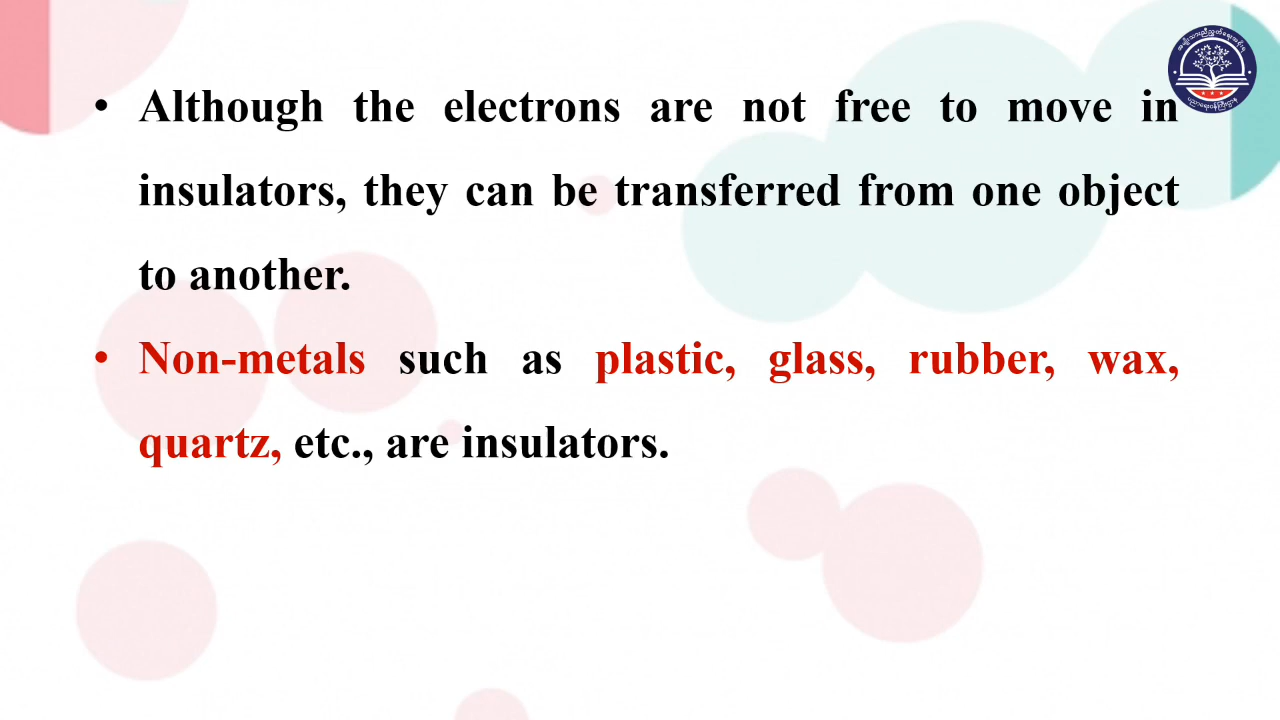 • Although the electrons are not free to move in
insulators, they can be transferred from one object
to another.
• Non-metals such as plastic, glass, rubber, wax,
quartz, etc., are insulators.